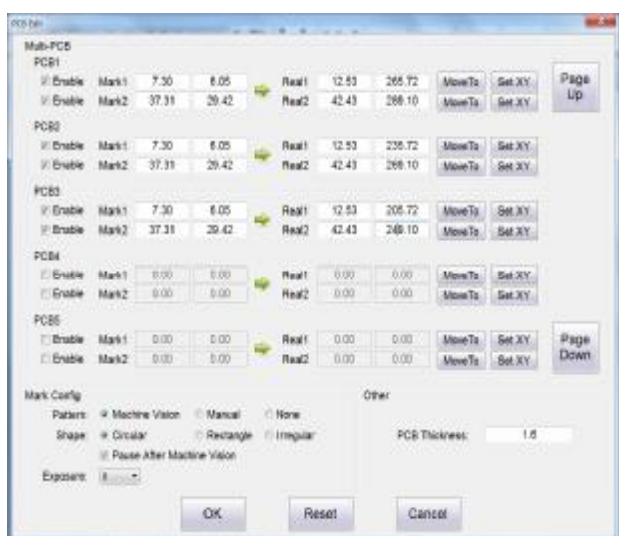 PCB Edit
Multi-PCB
PCB1
Enable Mark1 7.30 6.05 Real1 12.53 265.72 MoveTo Set XY Page Up
Enable Mark2 37.31 29.42 Real2 42.43 289.10 MoveTo Set XY
PCB2
Enable Mark1 7.30 6.05 Real1 12.53 235.72 MoveTo Set XY
Enable Mark2 37.31 29.42 Real2 42.43 269.10 MoveTo Set XY
PCB3
Enable Mark1 7.30 6.05 Real1 12.53 205.72 MoveTo Set XY
Enable Mark2 37.31 29.42 Real2 42.43 MoveTo Set XY
PCB4
Enable Mark1 0.00 0.00 Real1 0.00 0.00 MoveTo Set XY
Enable Mark2 0.00 0.00 Real2 0.00 0.00 MoveTo Set XY
PCB5
Enable Mark1 0.00 0.00 Real1 0.00 0.00 MoveTo Set XY Page Down
Enable Mark2 0.00 0.00 Real2 0.00 0.00 MoveTo Set XY
Mark Config Other
Pattern: Machine Vision Manual None
Shape: Circular Rectangle Irregular PCB Thickness: 1.6
Pause After Machine Vision
Exposure:
OK Reset Cancel